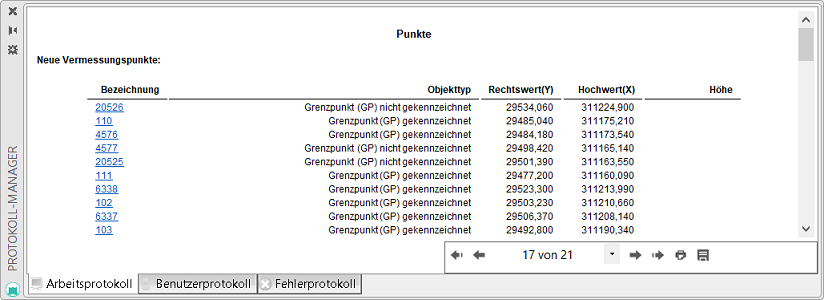 Punkte
Neue Vermessungspunkte:
Bezeichnung Objekttyp Rechtswert(Y) Hochwert(X) Höhe
20526 Grenzpunkt (GP) nicht gekennzeichnet 29534,060 311224,900
110 Grenzpunkt (GP) gekennzeichnet 29485,040 311175,210
4576 Grenzpunkt (GP) gekennzeichnet 29484,180 311173,540
4577 Grenzpunkt (GP) nicht gekennzeichnet 29498,420 311165,140
20525 Grenzpunkt (GP) nicht gekennzeichnet 29501,390 311163,550
111 Grenzpunkt (GP) gekennzeichnet 29477,200 311160,090
6338 Grenzpunkt (GP) gekennzeichnet 29523,300 311213,990
102 Grenzpunkt (GP) gekennzeichnet 29503,230 311210,660
6337 Grenzpunkt (GP) gekennzeichnet 29506,370 311208,140
103 Grenzpunkt (GP) gekennzeichnet 29492,800 311190,340
17 von 21
PROTOKOLL-MANAGER
Arbeitsprotokoll Benutzerprotokoll Fehlerprotokoll